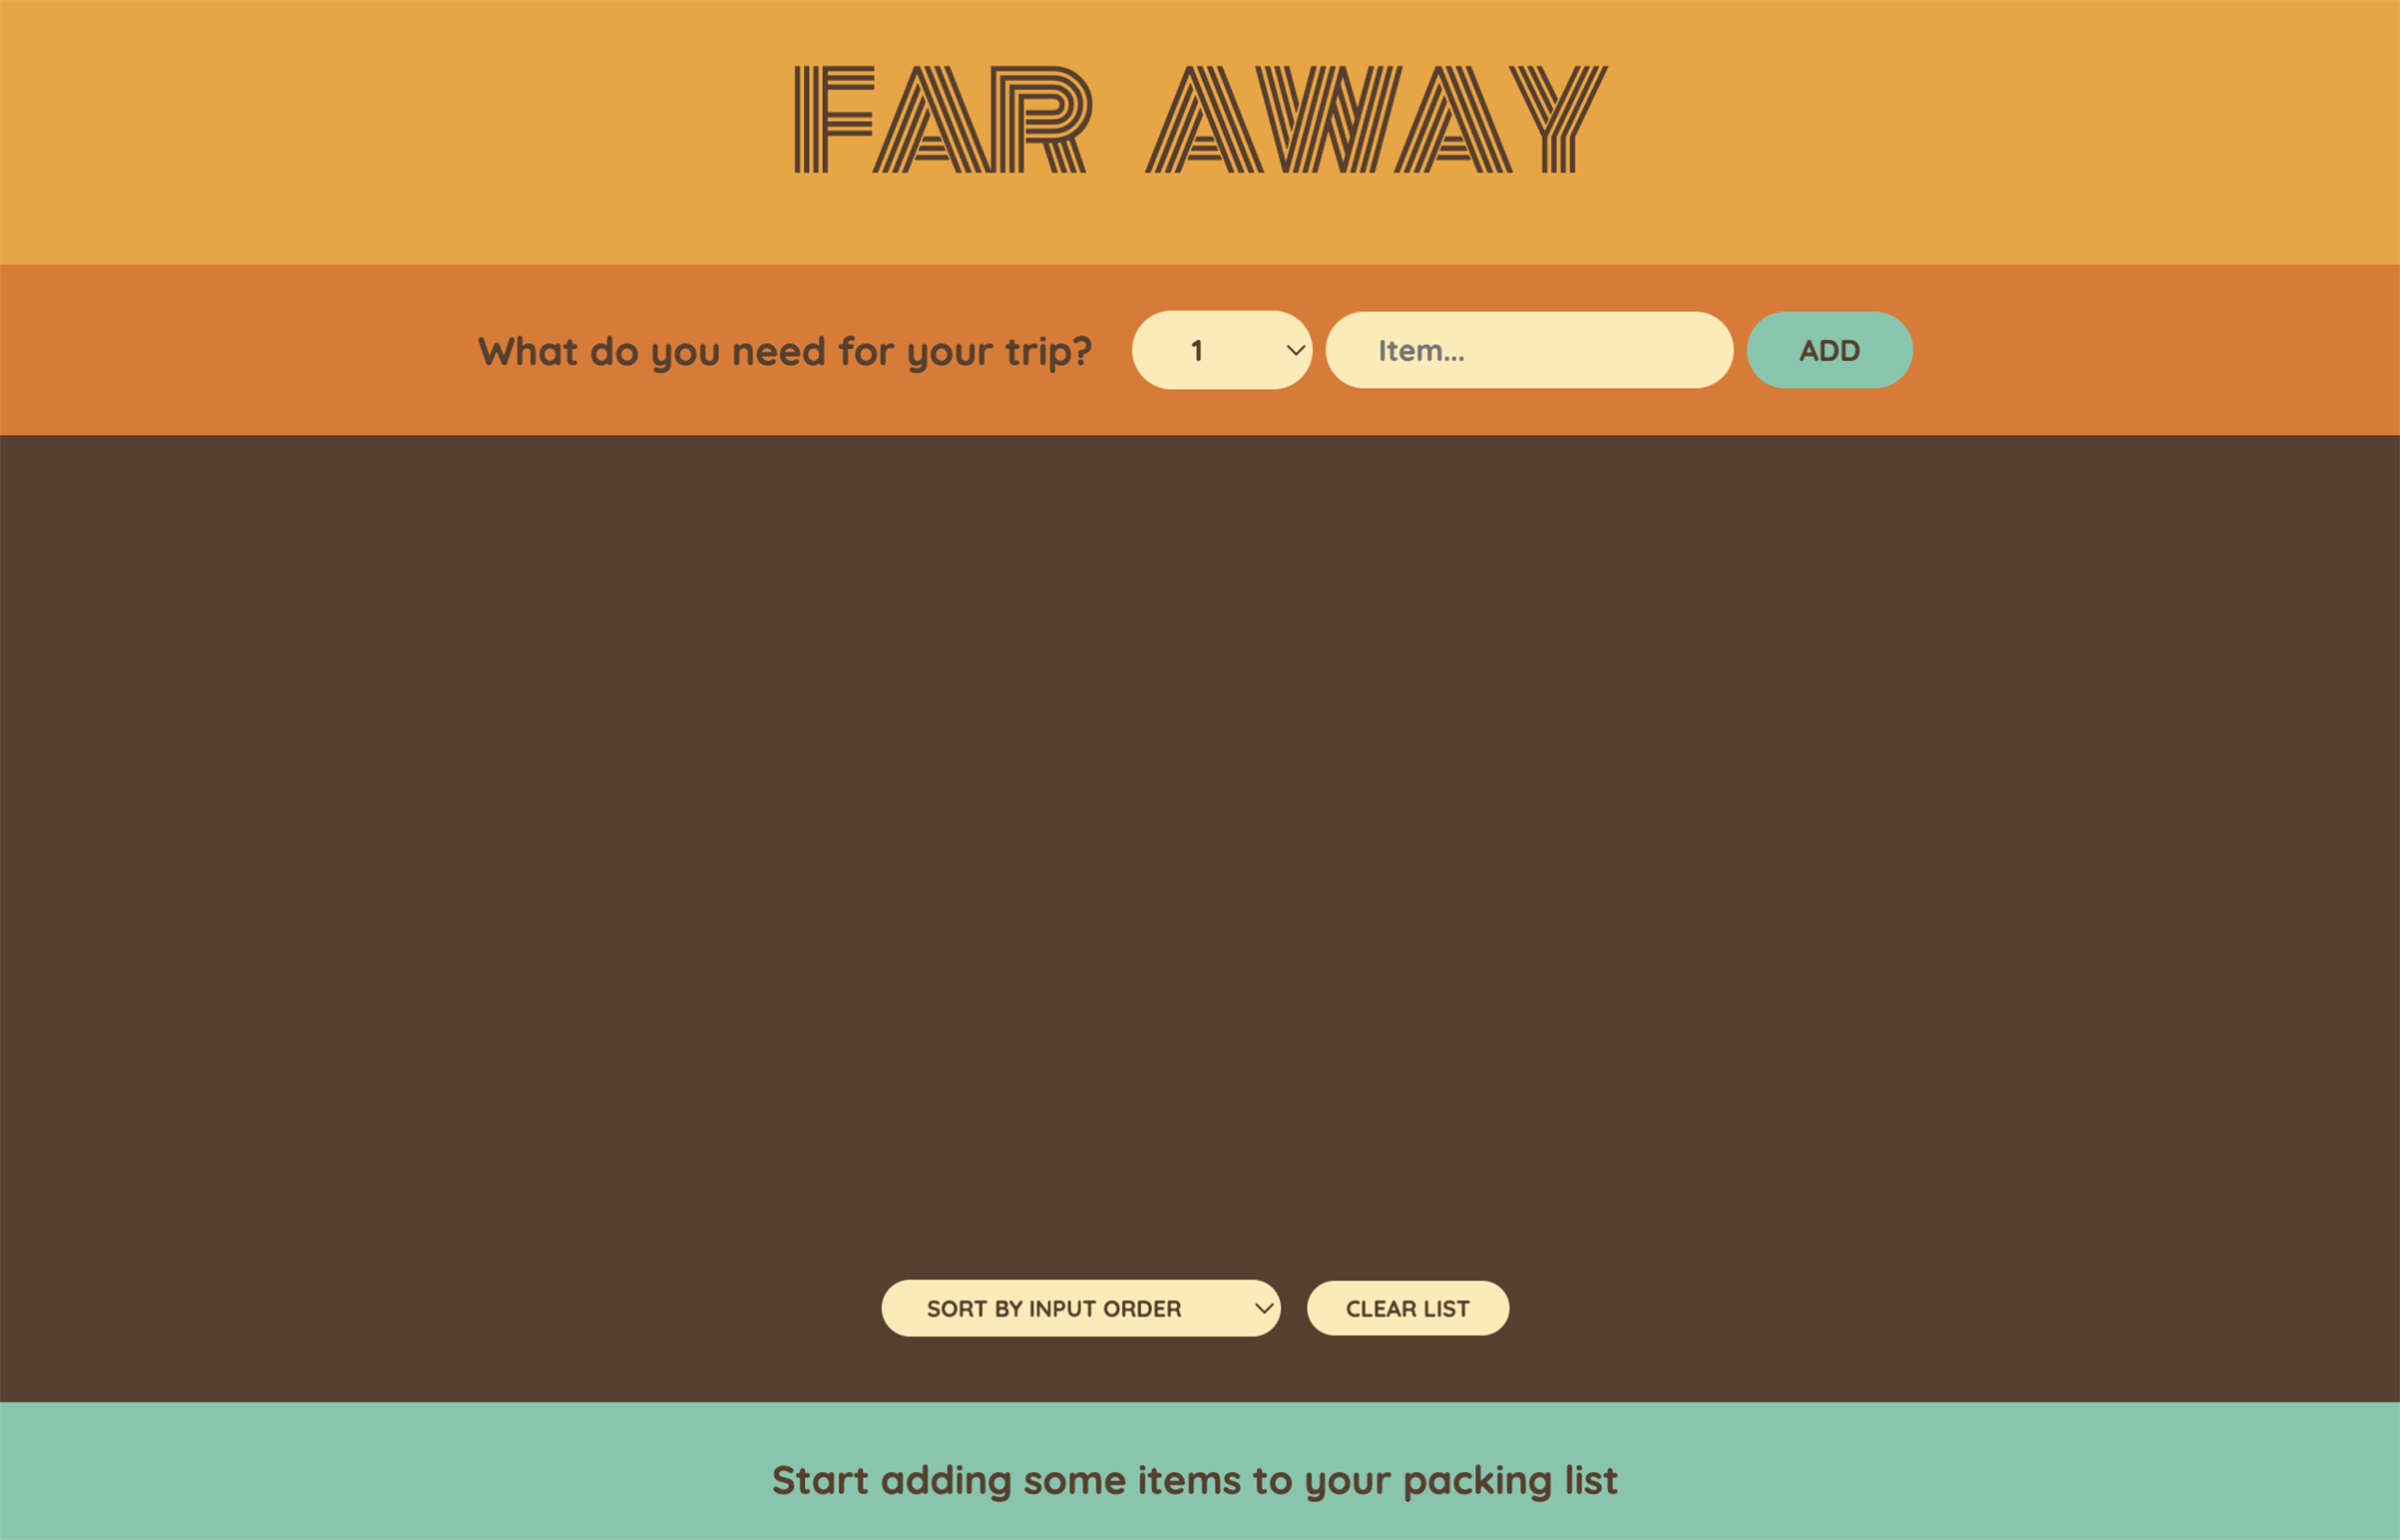 FAR AWAY
What do you need for your trip? 1 Item... ADD
SORT BY INPUT ORDER CLEAR LIST
Start adding some items to your packing list